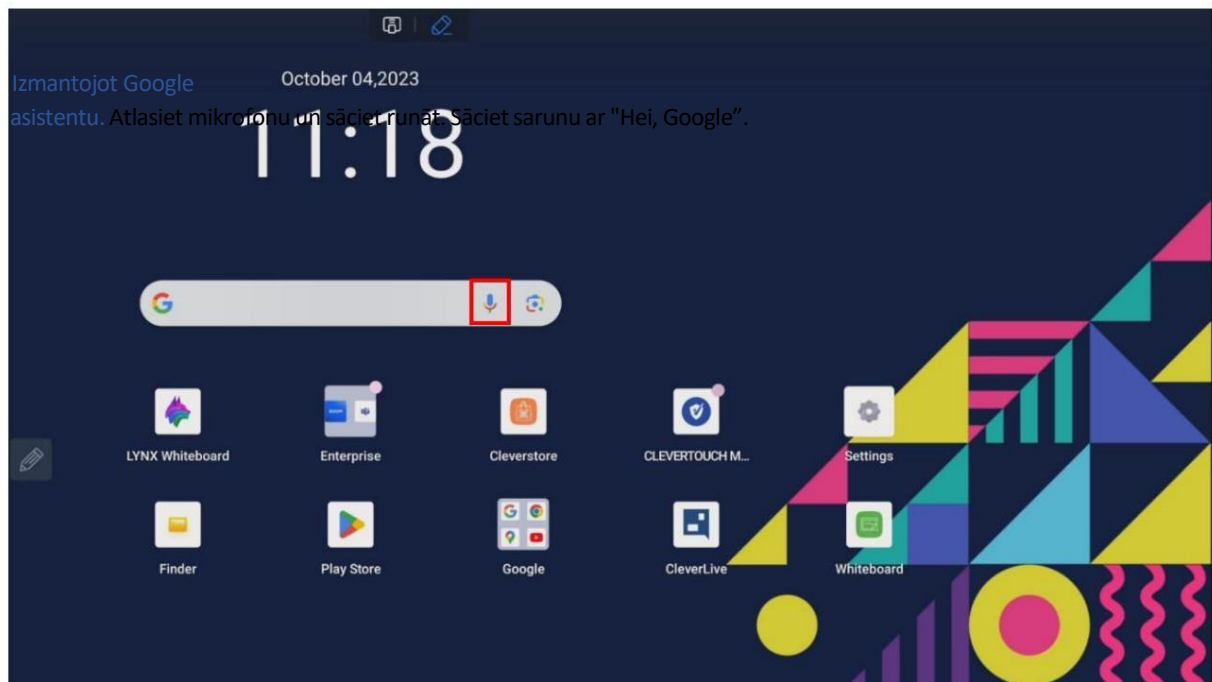 October 04,2023
Izmantojot Google
asistentu. Atlasiet mikrofonu un sāciet runāt. Sāciet sarunu ar "Hei, Google”.
11:18
LYNX Whiteboard
Enterprise
Cleverstore
CLEVERTOUCH M...
Settings
Finder
Play Store
Google
CleverLive
Whiteboard